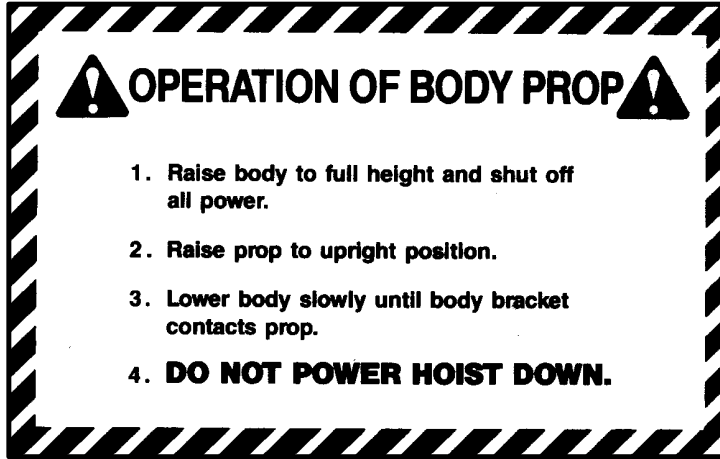 OPERATION OF BODY PROP
1. Raise body to full height and shut off
all power.
2. Raise prop to upright position.
3. Lower body slowly until body bracket
contacts prop.
4. DO NOT POWER HOIST DOWN.